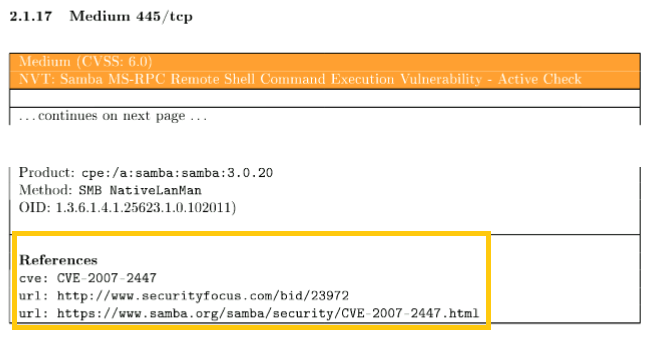 2.1.17 Medium 445/tcp
Medium (CVSS: 6.0)
NVT: Samba MS-RPC Remote Shell Command Execution Vulnerability - Active Check
...continues on next page ...
Product: cpe:/a:samba:samba:3.0.20
Method: SMB NativeLanMan
OID: 1.3.6.1.4.1.25623.1.0.102011)
References
cve: CVE-2007-2447
url: http://www.securityfocus.com/bid/23972
url: https://www.samba.org/samba/security/CVE-2007-2447.html